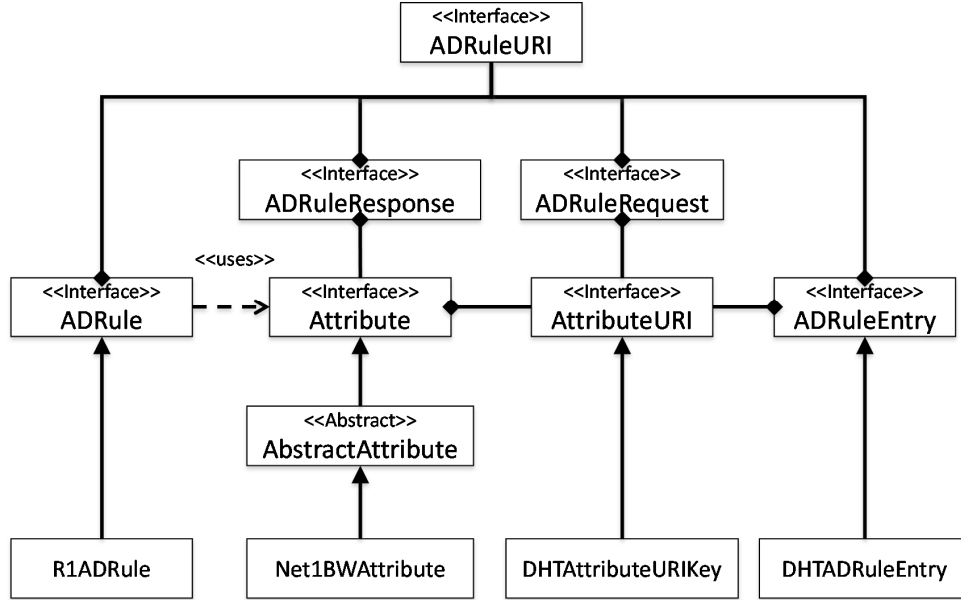 <<Interface>>
ADRuleURI
<<Interface>>
ADRuleResponse
<<Interface>>
ADRuleRequest
<<uses>>
<<Interface>>
ADRule
<<Interface>>
Attribute
<<Interface>>
AttributeURI
<<Interface>>
ADRuleEntry
<<Abstract>>
AbstractAttribute
R1ADRule
Net1BWAttribute
DHTAttributeURIKey
DHTADRuleEntry